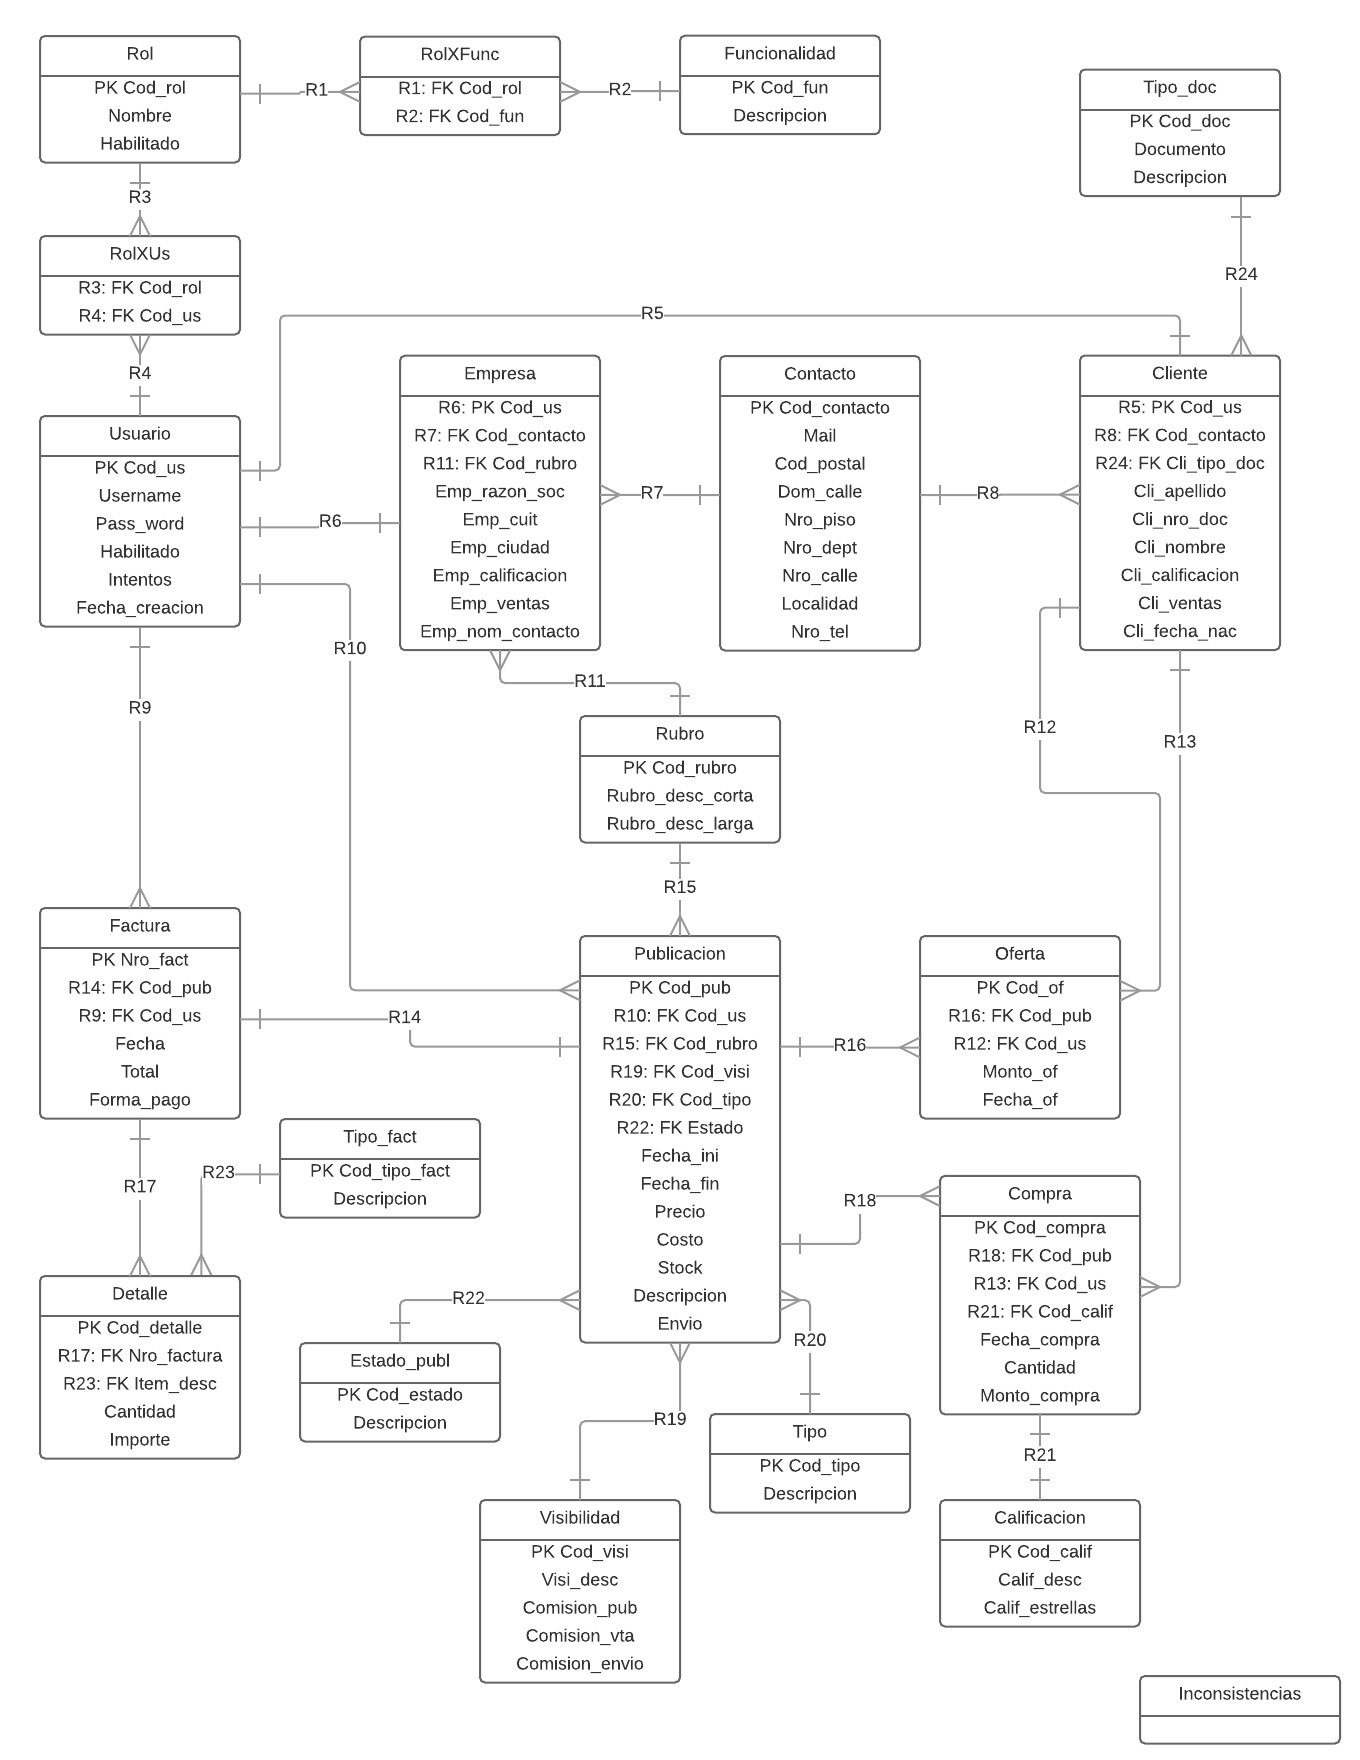 Rol
PK Cod_rol
Nombre
Habilitado
R1
RolXFunc
R1: FK Cod_rol
R2: FK Cod_fun
R2
Funcionalidad
PK Cod_fun
Descripcion
Tipo_doc
PK Cod_doc
Documento
Descripcion
R3
RolXUs
R3: FK Cod_rol
R4: FK Cod_us
R24
R5
R4
Usuario
PK Cod_us
Username
Pass_word
Habilitado
Intentos
Fecha_creacion
R6
Empresa
R6: PK Cod_us
R7: FK Cod_contacto
R11: FK Cod_rubro
Emp_razon_soc
Emp_cuit
Emp_ciudad
Emp_calificacion
Emp_ventas
Emp_nom_contacto
R7
Contacto
PK Cod_contacto
Mail
Cod_postal
Dom_calle
Nro_piso
Nro_dept
Nro_calle
Localidad
Nro_tel
R8
Cliente
R5: PK Cod_us
R8: FK Cod_contacto
R24: FK Cli_tipo_doc
Cli_apellido
Cli_nro_doc
Cli_nombre
Cli_calificacion
Cli_ventas
Cli_fecha_nac
R10
R11
R9
R12
R13
Rubro
PK Cod_rubro
Rubro_desc_corta
Rubro_desc_larga
R15
Factura
PK Nro_fact
R14: FK Cod_pub
R9: FK Cod_us
Fecha
Total
Forma_pago
R14
Publicacion
PK Cod_pub
R10: FK Cod_us
R15: FK Cod_rubro
R19: FK Cod_visi
R20: FK Cod_tipo
R22: FK Estado
Fecha_ini
Fecha_fin
Precio
Costo
Stock
Descripcion
Envio
R16
Oferta
PK Cod_of
R16: FK Cod_pub
R12: FK Cod_us
Monto_of
Fecha_of
Tipo_fact
PK Cod_tipo_fact
Descripcion
R23
R17
R18
Compra
PK Cod_compra
R18: FK Cod_pub
R13: FK Cod_us
R21: FK Cod_calif
Fecha_compra
Cantidad
Monto_compra
Detalle
PK Cod_detalle
R17: FK Nro_factura
R23: FK Item_desc
Cantidad
Importe
R22
Estado_publ
PK Cod_estado
Descripcion
R20
R19
Tipo
PK Cod_tipo
Descripcion
R21
Visibilidad
PK Cod_visi
Visi_desc
Comision_pub
Comision_vta
Comision_envio
Calificacion
PK Cod_calif
Calif_desc
Calif_estrellas
Inconsistencias